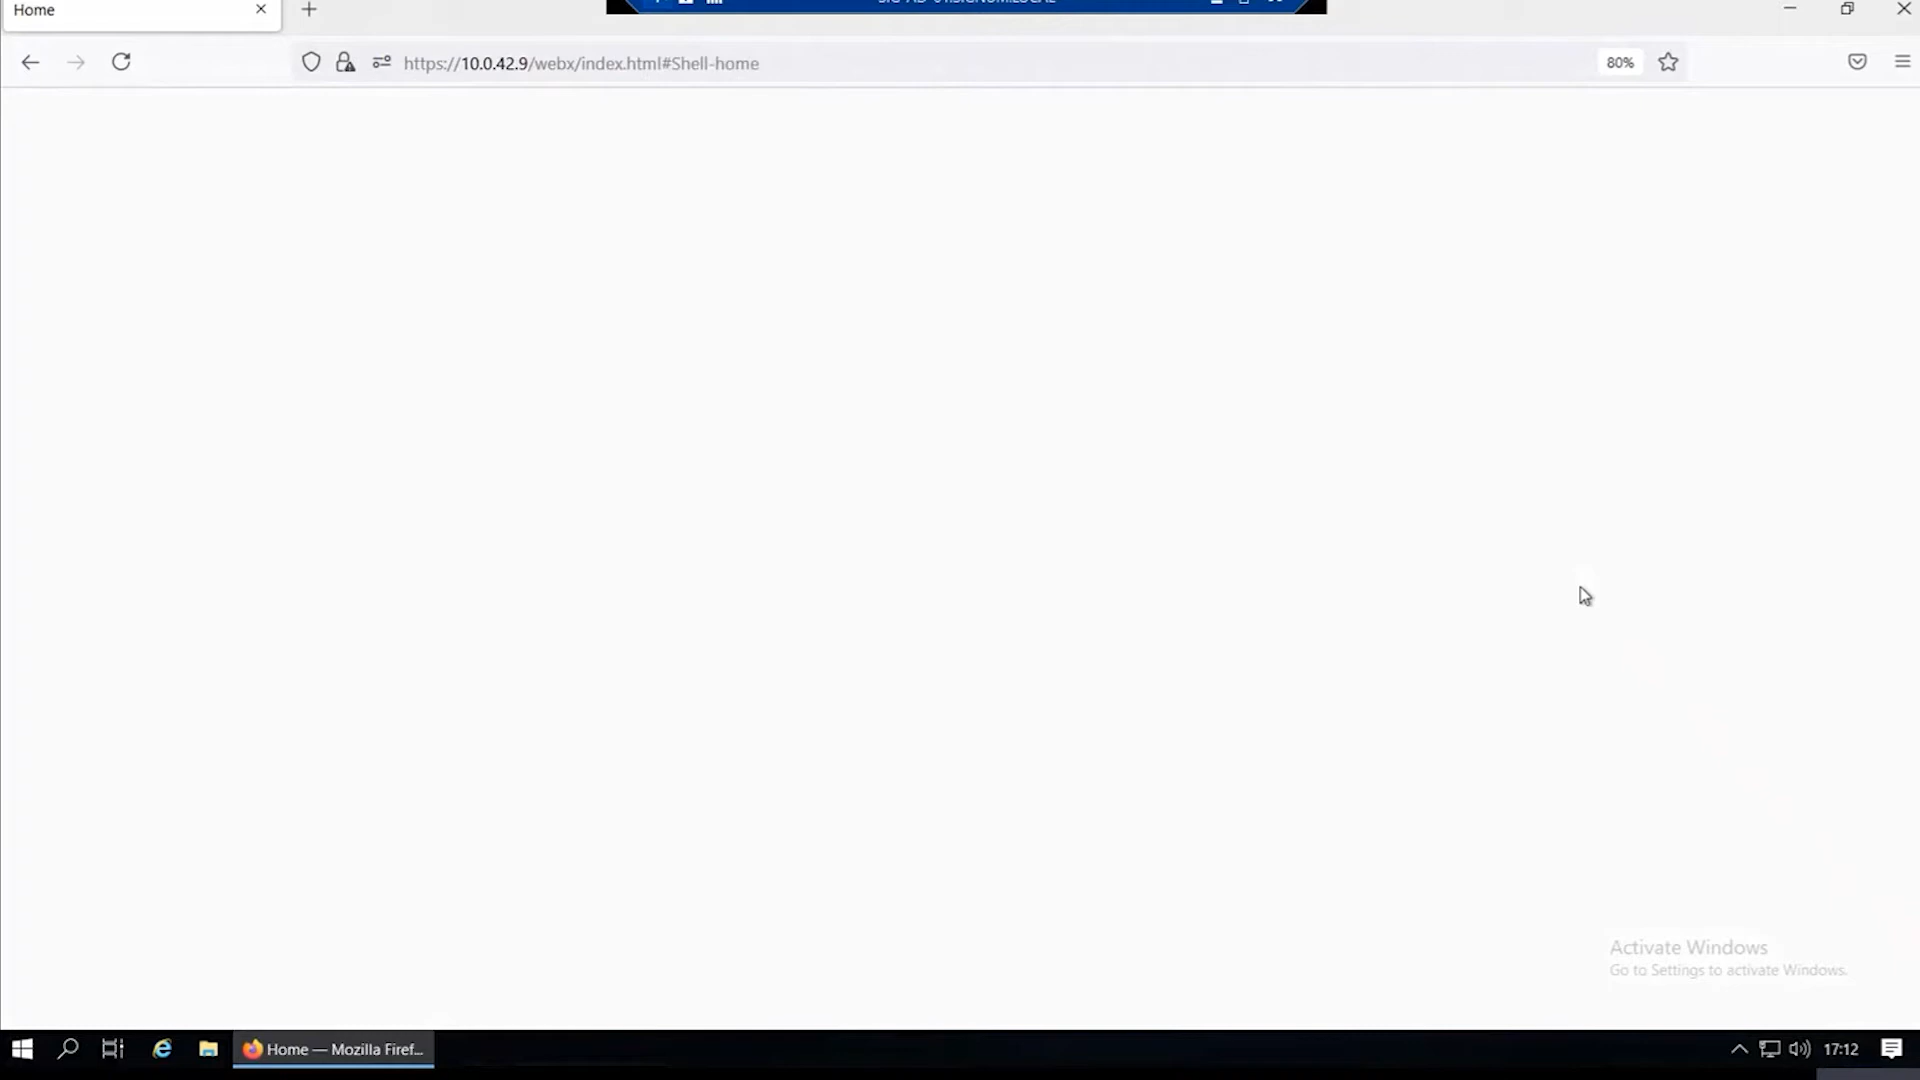 Home
https://10.0.42.9/webx/index.html#Shell-home
80%
Activate Windows
Go to Settings to activate Windows.
Home — Mozilla Firef...
17:12